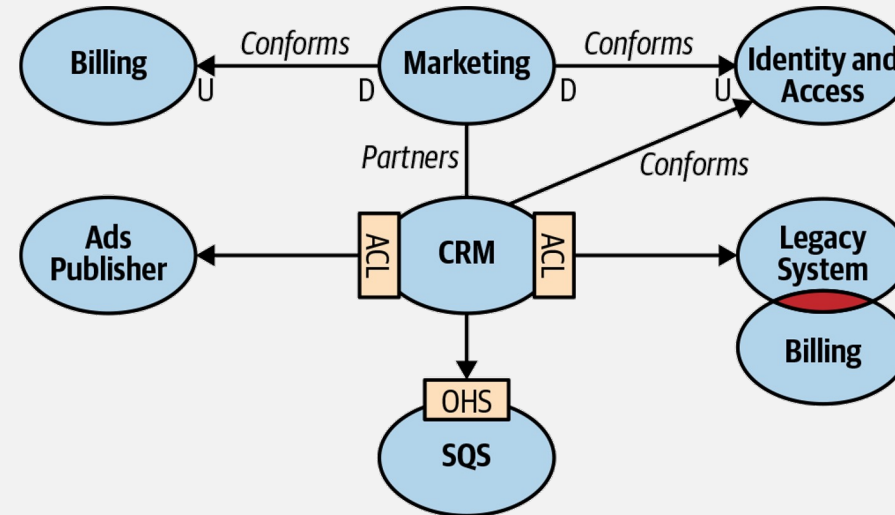 Billing
Conforms
Marketing
Conforms
Identity and
Access
U
D
D
U
Partners
Conforms
Ads
Publisher
ACL
CRM
ACL
Legacy
System
Billing
OHS
SQS